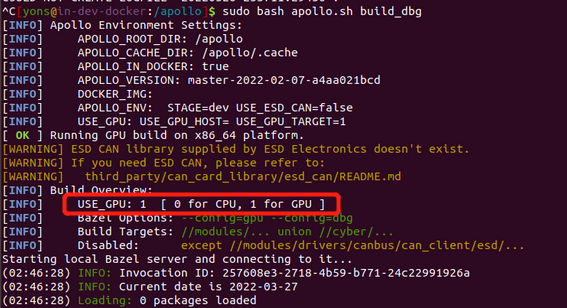 ^C[yons@in-dev-docker:/apollo]$ sudo bash apollo.sh build_dbg
[INFO] Apollo Environment Settings:
[INFO] APOLLO_ROOT_DIR: /apollo
[INFO] APOLLO_CACHE_DIR: /apollo/.cache
[INFO] APOLLO_IN_DOCKER: true
[INFO] APOLLO_VERSION: master-2022-02-07-a4aa021bcd
[INFO] DOCKER_IMG:
[INFO] APOLLO_ENV: STAGE=dev USE_ESD_CAN=false
[INFO] USE_GPU: USE_GPU_HOST= USE_GPU_TARGET=1
[ OK ] Running GPU build on x86_64 platform.
[WARNING] ESD CAN library supplied by ESD Electronics doesn't exist.
[WARNING] If you need ESD CAN, please refer to:
[WARNING] third_party/can_card_library/esd_can/README.md
[INFO] Build Overview:
[INFO] USE_GPU: 1 [ 0 for CPU, 1 for GPU ]
[INFO] Bazel Options: --config=gpu --config=dbg
[INFO] Build Targets: //modules/... union //cyber/...
[INFO] Disabled: except //modules/drivers/canbus/can_client/esd/...
Starting local Bazel server and connecting to it...
(02:46:28) INFO: Invocation ID: 257608e3-2718-4b59-b771-24c22991926a
(02:46:28) INFO: Current date is 2022-03-27
(02:46:28) Loading: 0 packages loaded